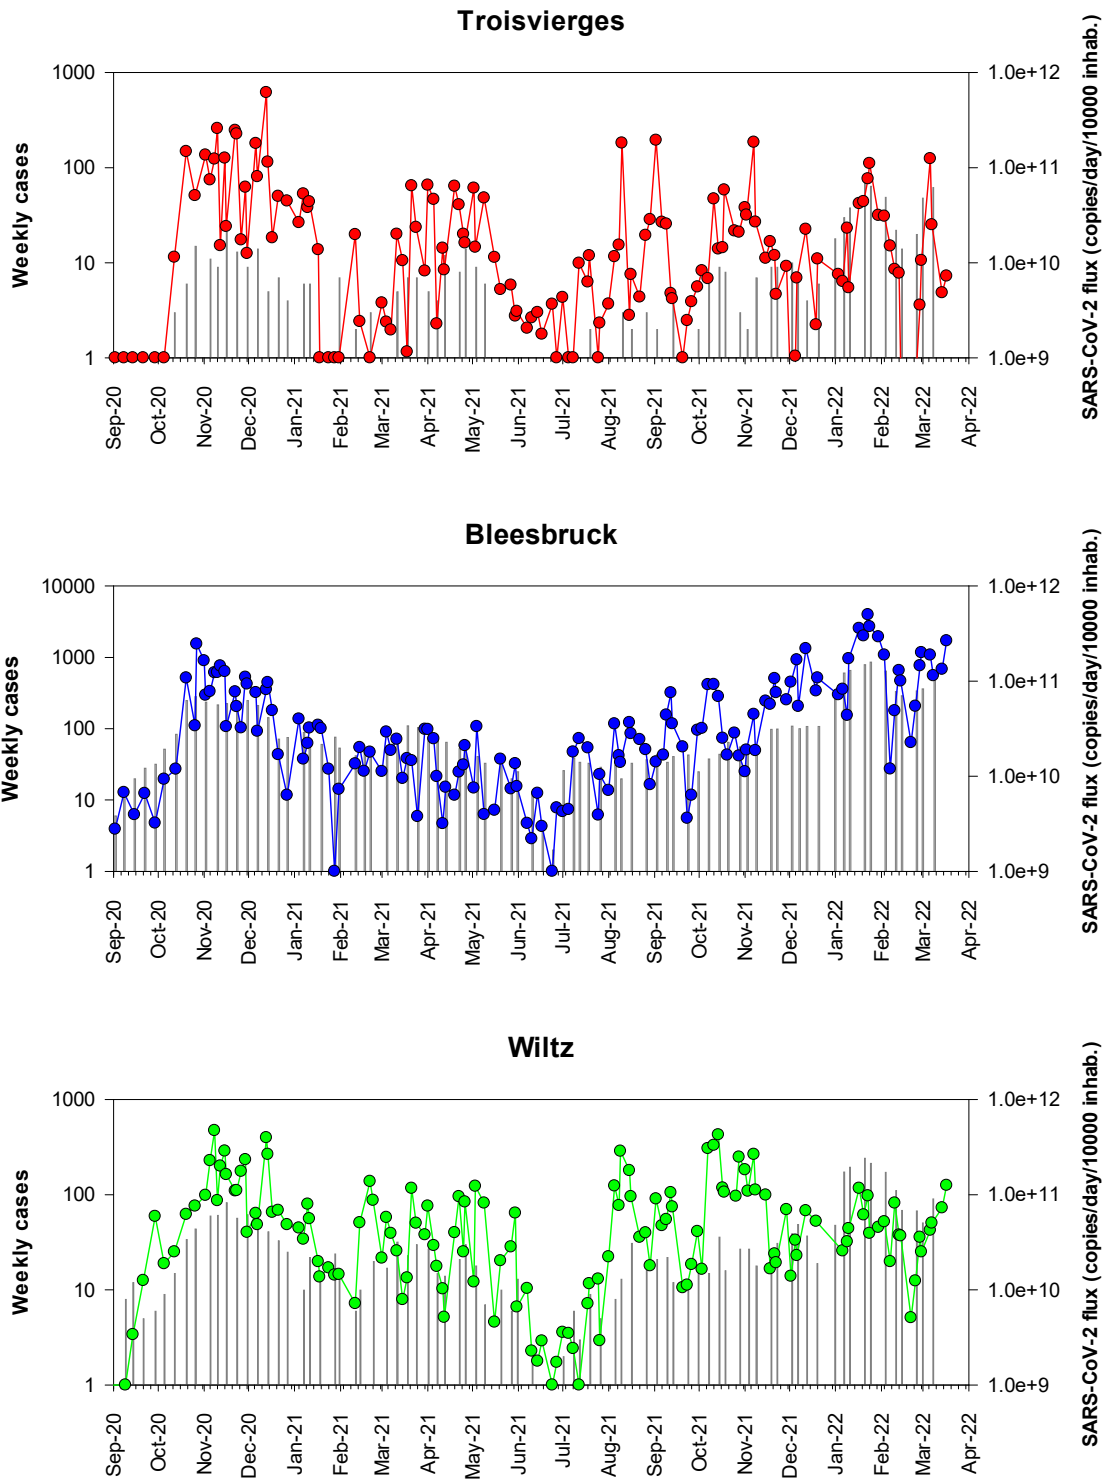 Troisvierges
Weekly cases
SARS-CoV-2 flux (copies/day/10000 inhab.)
1000
100
10
1
1.0e+12
1.0e+11
1.0e+10
1.0e+9
Sep-20
Oct-20
Nov-20
Dec-20
Jan-21
Feb-21
Mar-21
Apr-21
May-21
Jun-21
Jul-21
Aug-21
Sep-21
Oct-21
Nov-21
Dec-21
Jan-22
Feb-22
Mar-22
Apr-22
Bleesbruck
Weekly cases
SARS-CoV-2 flux (copies/day/10000 inhab.)
10000
1000
100
10
1
1.0e+12
1.0e+11
1.0e+10
1.0e+9
Sep-20
Oct-20
Nov-20
Dec-20
Jan-21
Feb-21
Mar-21
Apr-21
May-21
Jun-21
Jul-21
Aug-21
Sep-21
Oct-21
Nov-21
Dec-21
Jan-22
Feb-22
Mar-22
Apr-22
Wiltz
Weekly cases
SARS-CoV-2 flux (copies/day/10000 inhab.)
1000
100
10
1
1.0e+12
1.0e+11
1.0e+10
1.0e+9
Sep-20
Oct-20
Nov-20
Dec-20
Jan-21
Feb-21
Mar-21
Apr-21
May-21
Jun-21
Jul-21
Aug-21
Sep-21
Oct-21
Nov-21
Dec-21
Jan-22
Feb-22
Mar-22
Apr-22